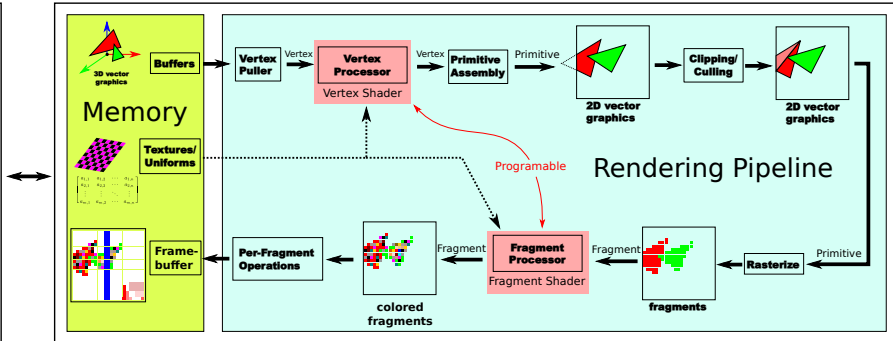 3D vector
graphics
Buffers
Memory
Textures/
Uniforms
Frame-
buffer
Vertex
Puller
Vertex
Vertex
Processor
Vertex Shader
Vertex
Primitive
Assembly
Primitive
2D vector
graphics
Clipping/
Culling
2D vector
graphics
Programable
Rendering Pipeline
Primitive
Rasterize
fragments
Fragment
Fragment
Processor
Fragment Shader
Fragment
colored
fragments
Per-Fragment
Operations